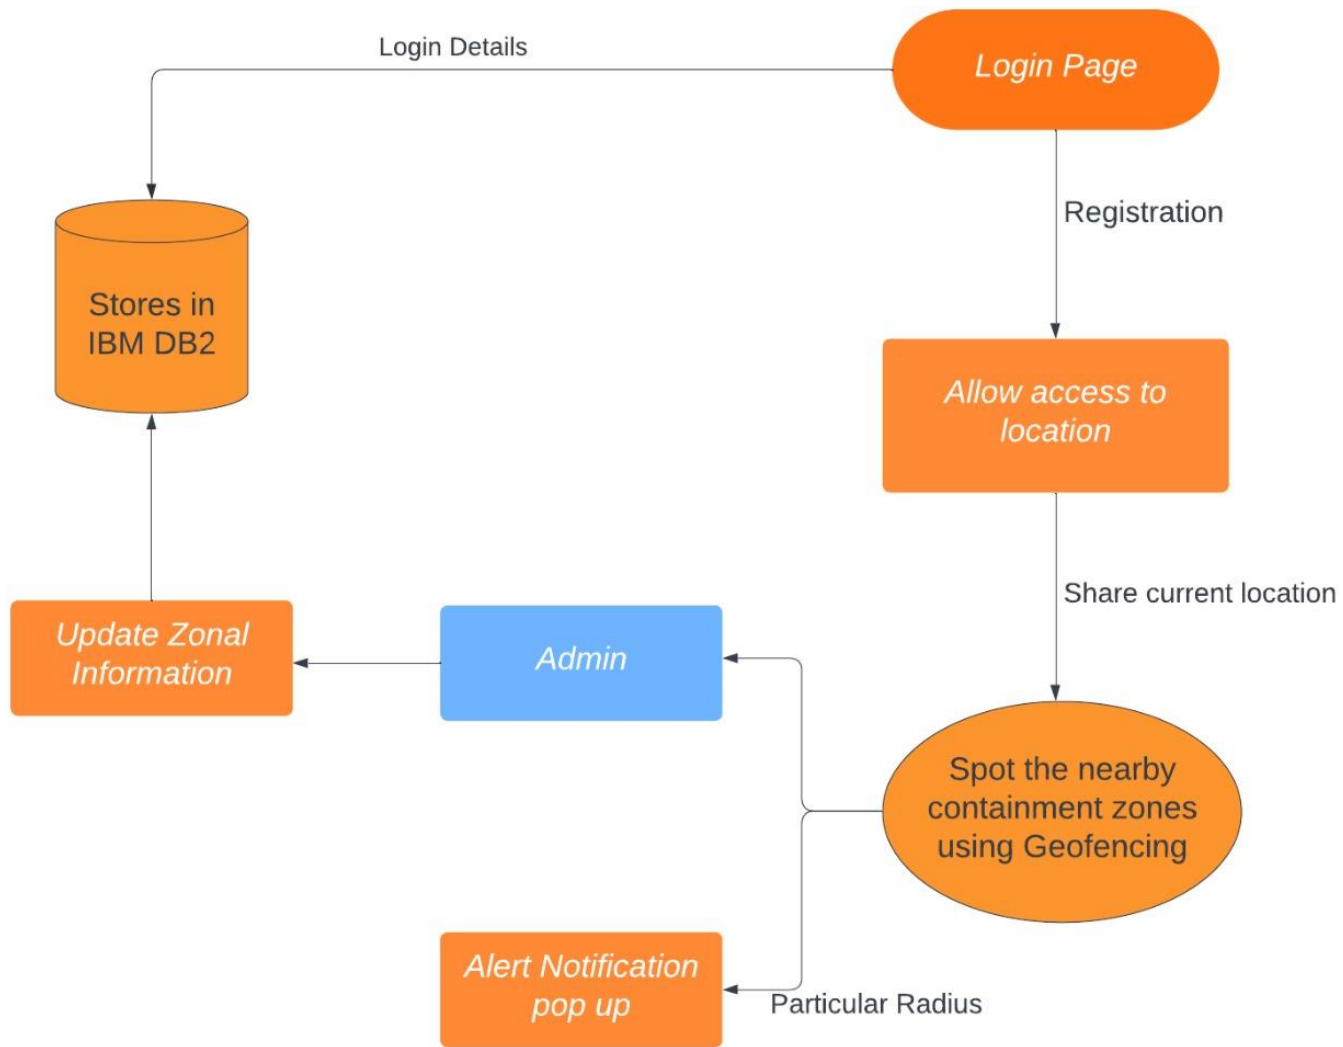 Login Details
Login Page
Registration
Stores in
IBM DB2
Allow access to
location
Share current location
Update Zonal
Information
Admin
Spot the nearby
containment zones
using Geofencing
Alert Notification
pop up
Particular Radius